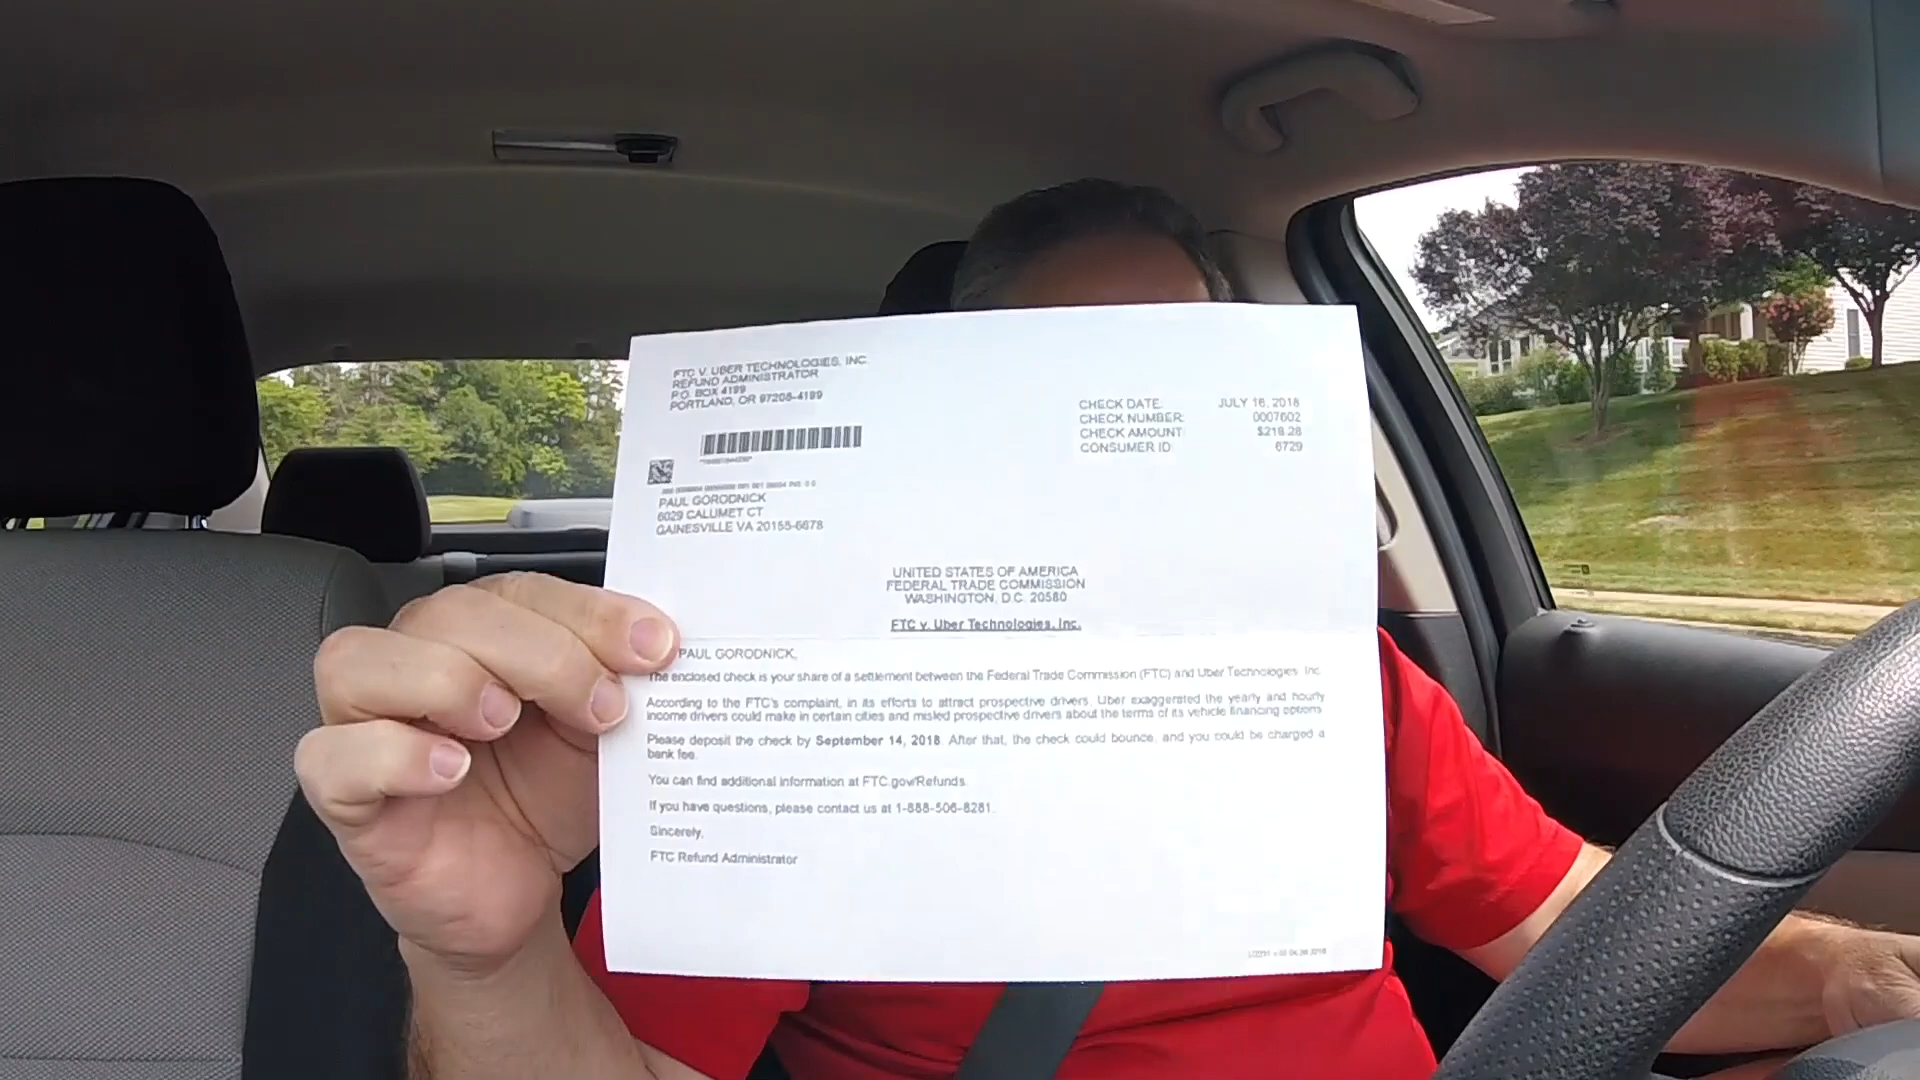 FTC V. UBER TECHNOLOGIES, INC.
REFUND ADMINISTRATOR
P.O. BOX 4199
PORTLAND, OR 97208-4199
CHECK DATE: JULY 16, 2018
CHECK NUMBER: 0007602
CHECK AMOUNT: $218.28
CONSUMER ID: 6729
PAUL GORODNICK
6029 CALUMET CT
GAINESVILLE VA 20155-6678
UNITED STATES OF AMERICA
FEDERAL TRADE COMMISSION
WASHINGTON, D.C. 20580
FTC v. Uber Technologies, Inc.
PAUL GORODNICK,
The enclosed check is your share of a settlement between the Federal Trade Commission (FTC) and Uber Technologies, Inc.
According to the FTC's complaint, in its efforts to attract prospective drivers, Uber exaggerated the yearly and hourly
income drivers could make in certain cities and misled prospective drivers about the terms of its vehicle financing options.
Please deposit the check by September 14, 2018. After that, the check could bounce, and you could be charged a
bank fee.
You can find additional information at FTC.gov/Refunds.
If you have questions, please contact us at 1-888-506-8281.
Sincerely,
FTC Refund Administrator